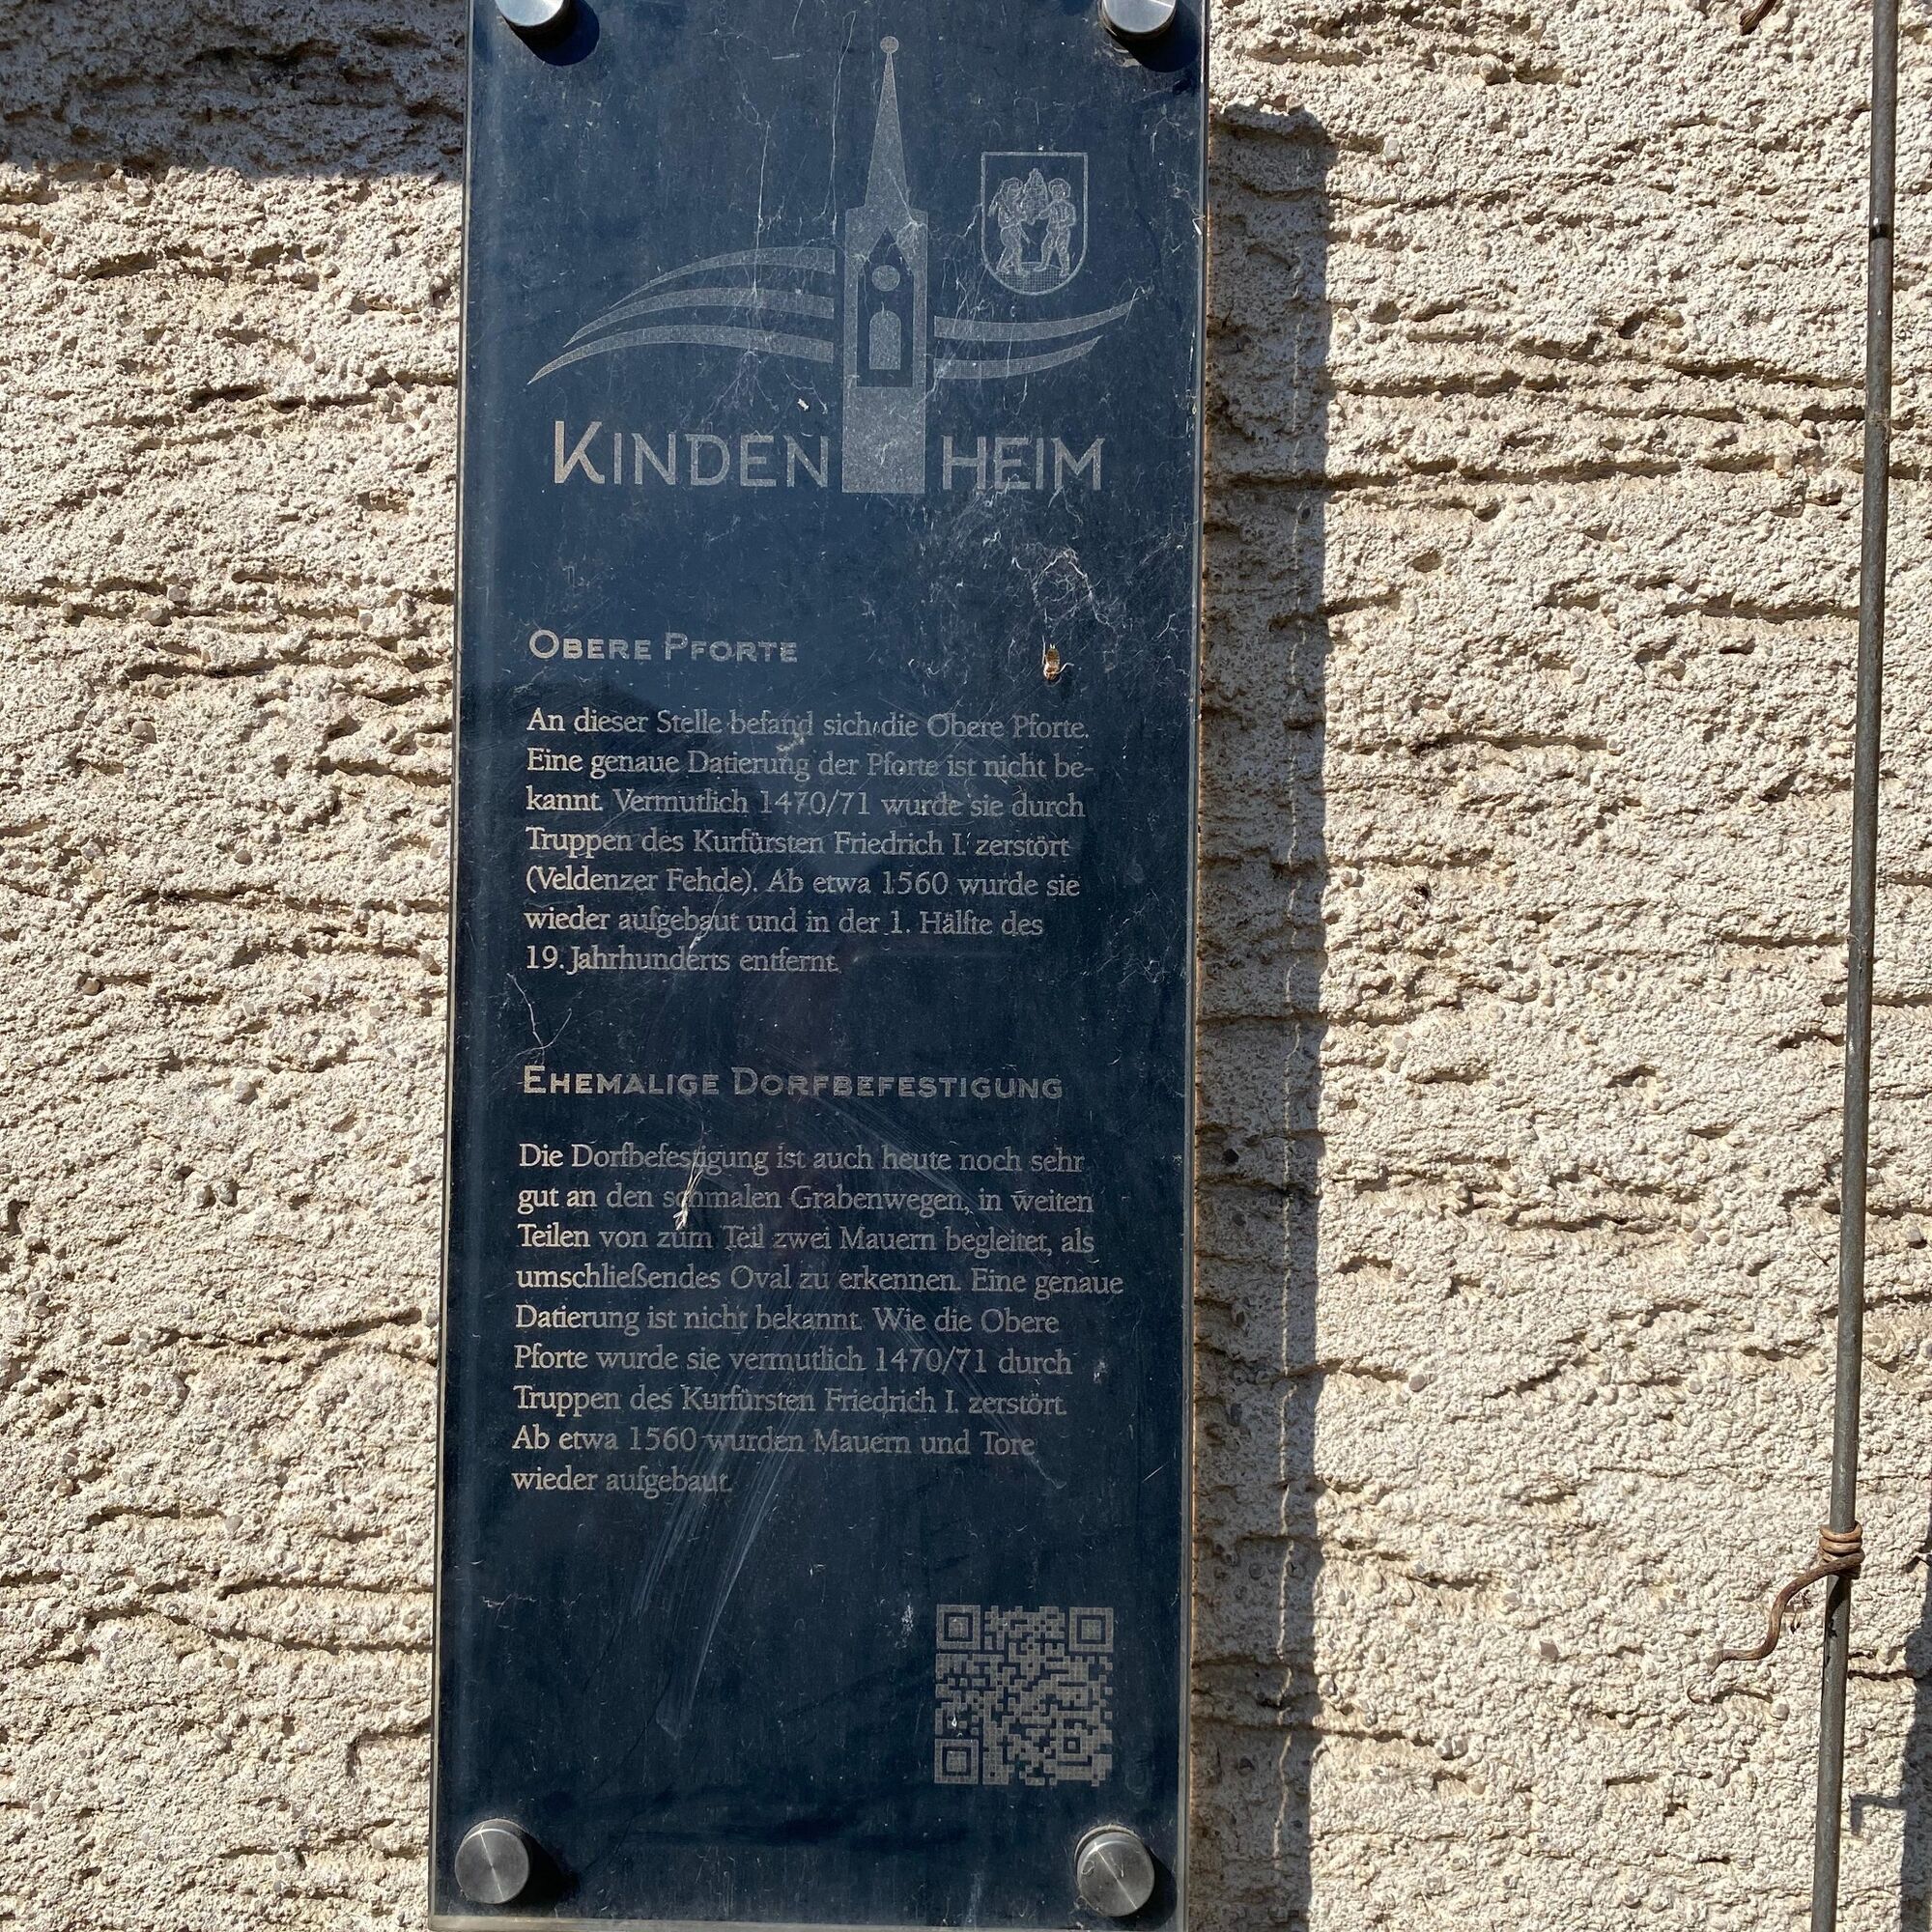 KINDENHEIM
OBERE PFORTE
An dieser Stelle befand sich die Obere Pforte.
Eine genaue Datierung der Pforte ist nicht be-
kannt. Vermutlich 1470/71 wurde sie durch
Truppen des Kurfürsten Friedrich I. zerstört
(Veldenzer Fehde). Ab etwa 1560 wurde sie
wieder aufgebaut und in der 1. Hälfte des
19. Jahrhunderts entfernt.
EHEMALIGE DORFBEFESTIGUNG
Die Dorfbefestigung ist auch heute noch sehr
gut an den schmalen Grabenwegen, in weiten
Teilen von zum Teil zwei Mauern begleitet, als
umschließendes Oval zu erkennen. Eine genaue
Datierung ist nicht bekannt. Wie die Obere
Pforte wurde sie vermutlich 1470/71 durch
Truppen des Kurfürsten Friedrich I. zerstört.
Ab etwa 1560 wurden Mauern und Tore
wieder aufgebaut.